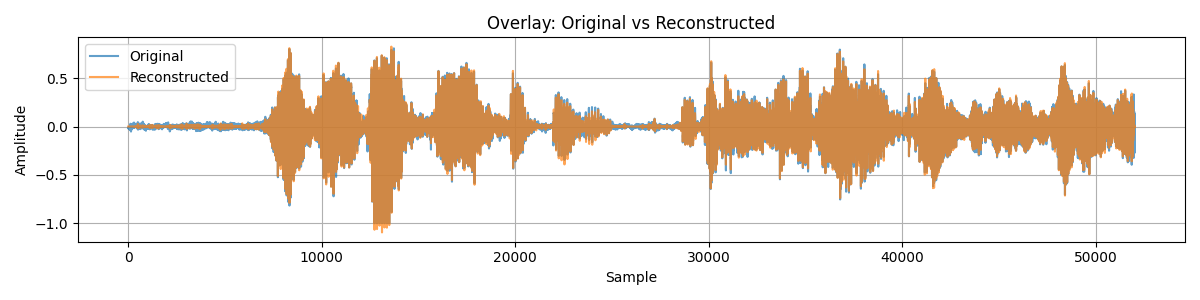 Overlay: Original vs Reconstructed
Original
Reconstructed
Amplitude
0.5
0.0
−0.5
−1.0
0 10000 20000 30000 40000 50000
Sample